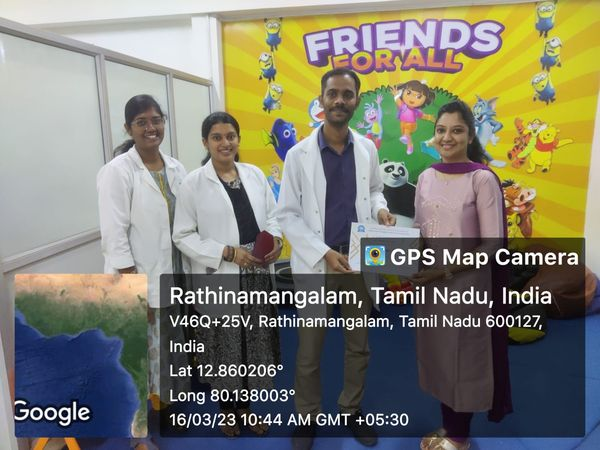 FRIENDS
FOR ALL
GPS Map Camera
Rathinamangalam, Tamil Nadu, India
V46Q+25V, Rathinamangalam, Tamil Nadu 600127,
India
Lat 12.860206°
Long 80.138003°
16/03/23 10:44 AM GMT +05:30
Google